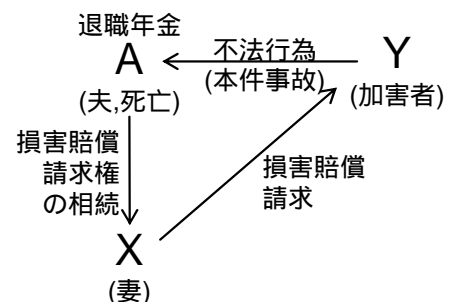 退職年金
A
(夫,死亡)
不法行為
(本件事故)
Y
(加害者)
損害賠償
請求権
の相続
損害賠償
請求
X
(妻)